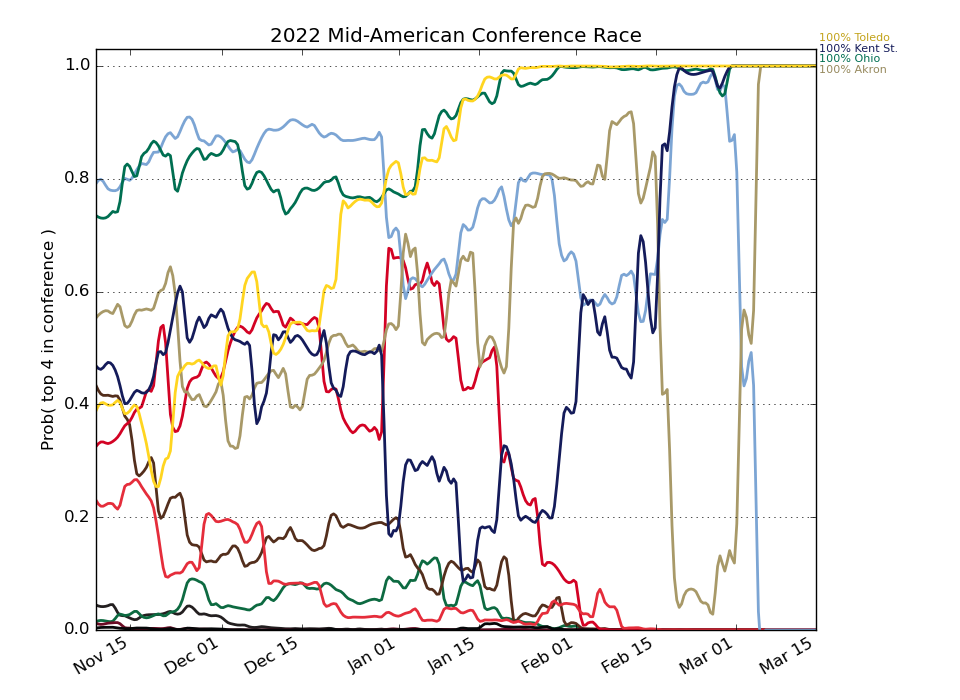 2022 Mid-American Conference Race
100% Toledo
100% Kent St.
100% Ohio
100% Akron
Prob( top 4 in conference )
1.0
0.8
0.6
0.4
0.2
0.0
Nov 15
Dec 01
Dec 15
Jan 01
Jan 15
Feb 01
Feb 15
Mar 01
Mar 15